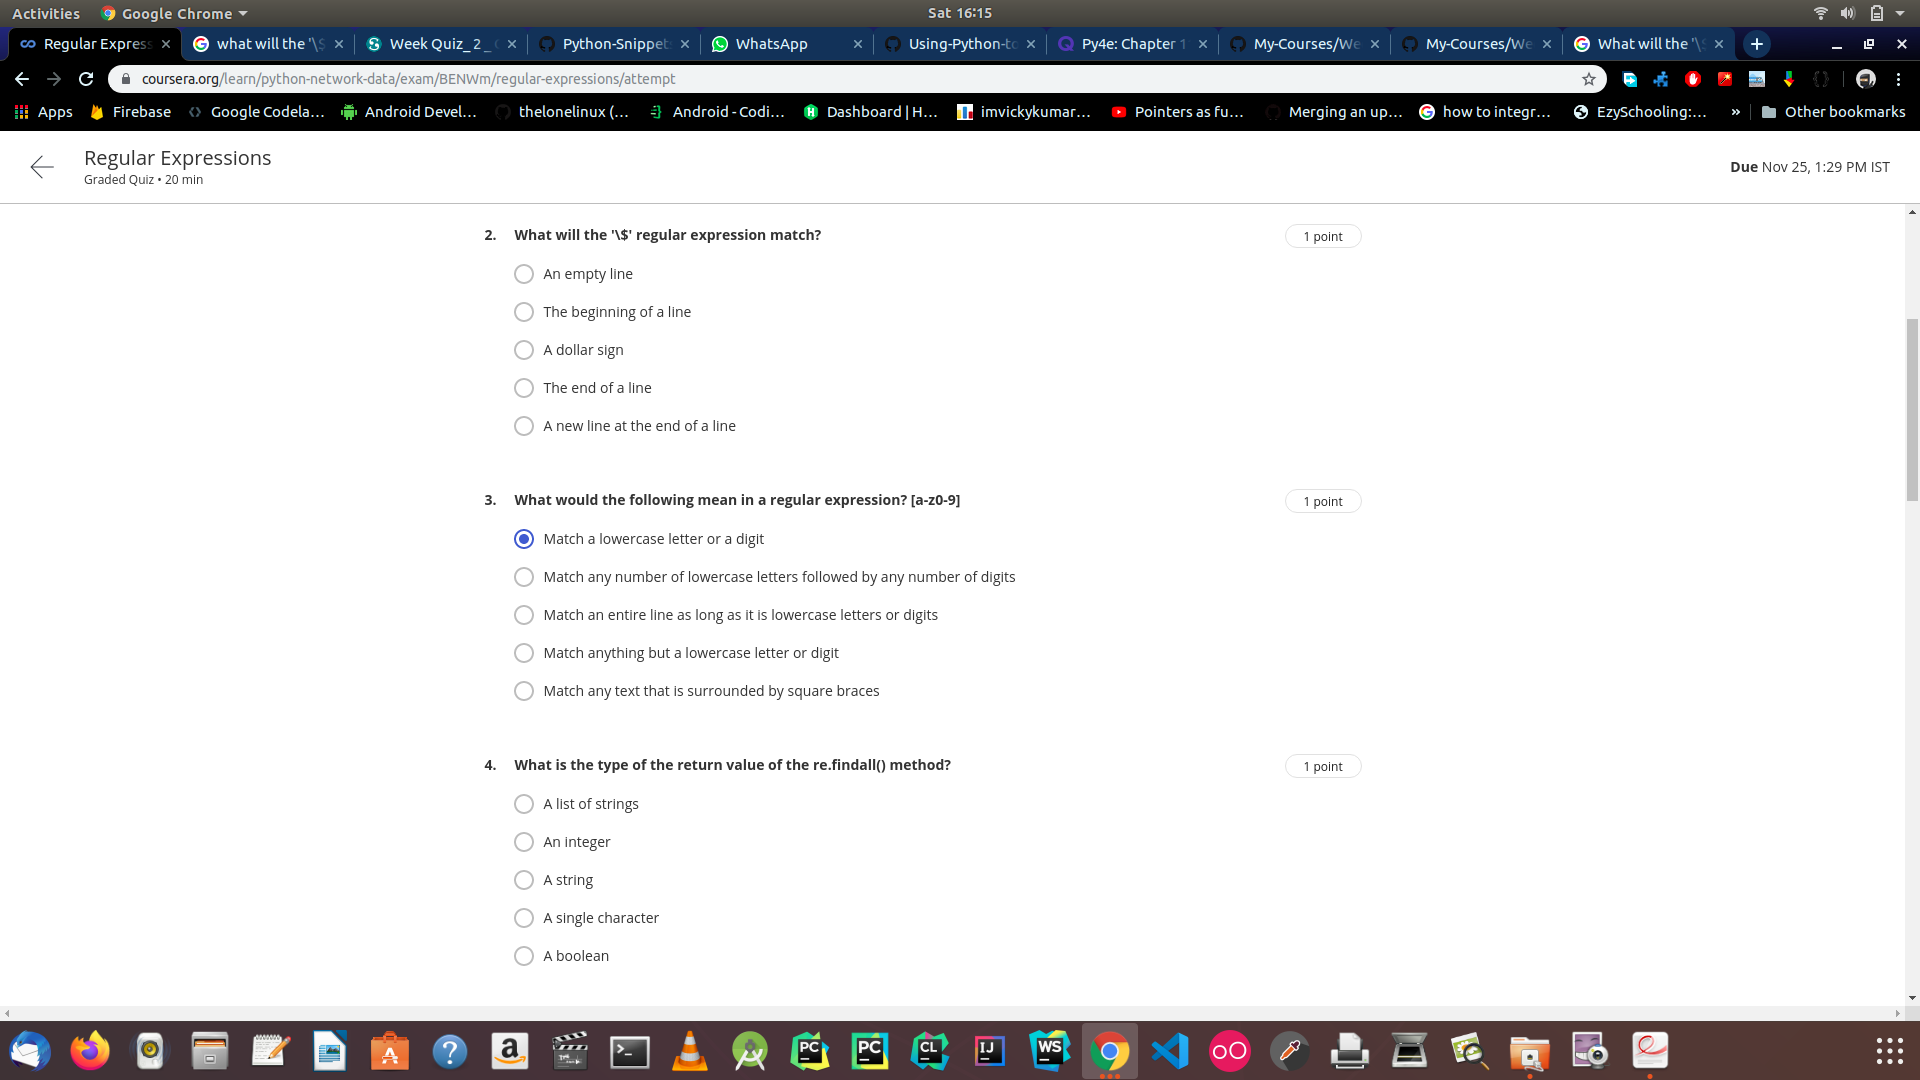 Activities Google Chrome Sat 16:15
Regular Express what will the '\$ Week Quiz_ 2 _ Python-Snippet WhatsApp Using-Python-to Py4e: Chapter 1 My-Courses/We My-Courses/We What will the '\
coursera.org/learn/python-network-data/exam/BENWm/regular-expressions/attempt
Apps Firebase Google Codela... Android Devel... thelonelinux (... Android - Codi... Dashboard | H... imvickykumar... Pointers as fu... Merging an up... how to integr... EzySchooling:... » Other bookmarks
Regular Expressions
Graded Quiz • 20 min
Due Nov 25, 1:29 PM IST
2. What will the '\$' regular expression match? 1 point
An empty line
The beginning of a line
A dollar sign
The end of a line
A new line at the end of a line
3. What would the following mean in a regular expression? [a-z0-9] 1 point
Match a lowercase letter or a digit
Match any number of lowercase letters followed by any number of digits
Match an entire line as long as it is lowercase letters or digits
Match anything but a lowercase letter or digit
Match any text that is surrounded by square braces
4. What is the type of the return value of the re.findall() method? 1 point
A list of strings
An integer
A string
A single character
A boolean
? a >_ PC PC CL IJ WS